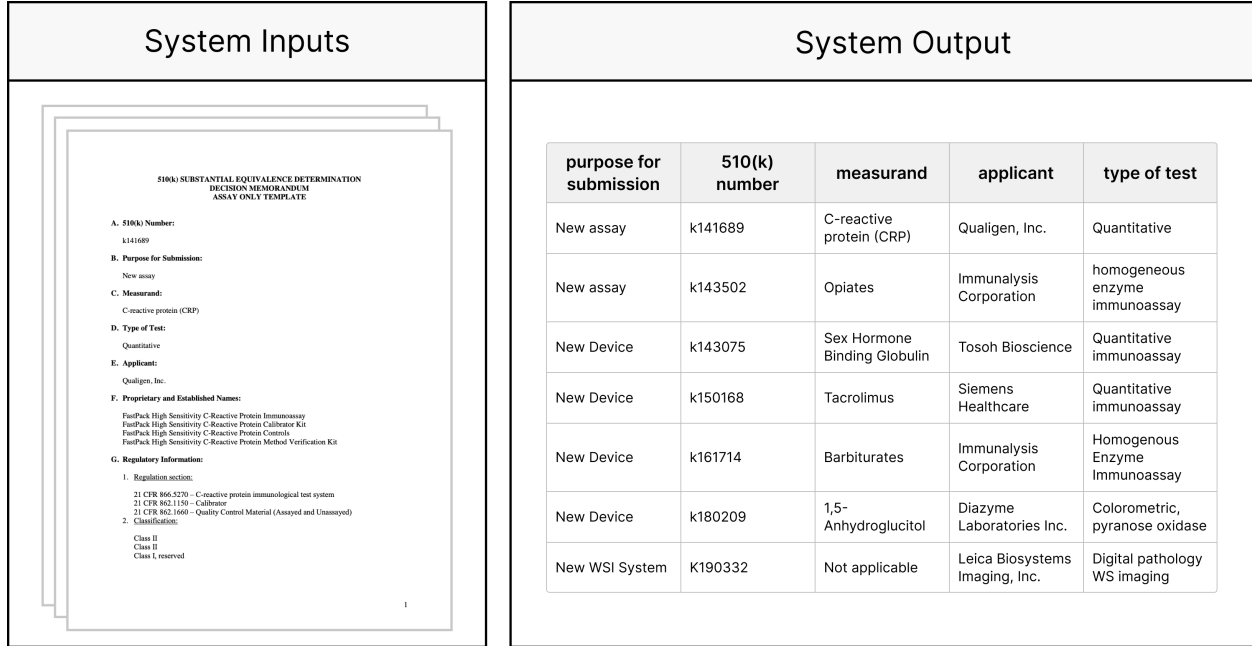 System Inputs
510(k) SUBSTANTIAL EQUIVALENCE DETERMINATION
DECISION MEMORANDUM
ASSAY ONLY TEMPLATE
A. 510(k) Number:
k141689
B. Purpose for Submission:
New assay
C. Measurand:
C-reactive protein (CRP)
D. Type of Test:
Quantitative
E. Applicant:
Qualigen, Inc.
F. Proprietary and Established Names:
FastPack High Sensitivity C-Reactive Protein Immunoassay
FastPack High Sensitivity C-Reactive Protein Calibrator Kit
FastPack High Sensitivity C-Reactive Protein Controls
FastPack High Sensitivity C-Reactive Protein Method Verification Kit
G. Regulatory Information:
1. Regulation section:
21 CFR 866.5270 – C-reactive protein immunological test system
21 CFR 862.1150 – Calibrator
21 CFR 862.1660 – Quality Control Material (Assayed and Unassayed)
2. Classification:
Class II
Class II
Class I, reserved
1
System Output
purpose for submission | 510(k) number | measurand | applicant | type of test
New assay | k141689 | C-reactive protein (CRP) | Qualigen, Inc. | Quantitative
New assay | k143502 | Opiates | Immunalysis Corporation | homogeneous enzyme immunoassay
New Device | k143075 | Sex Hormone Binding Globulin | Tosoh Bioscience | Quantitative immunoassay
New Device | k150168 | Tacrolimus | Siemens Healthcare | Quantitative immunoassay
New Device | k161714 | Barbiturates | Immunalysis Corporation | Homogenous Enzyme Immunoassay
New Device | k180209 | 1,5-Anhydroglucitol | Diazyme Laboratories Inc. | Colorometric, pyranose oxidase
New WSI System | K190332 | Not applicable | Leica Biosystems Imaging, Inc. | Digital pathology WS imaging